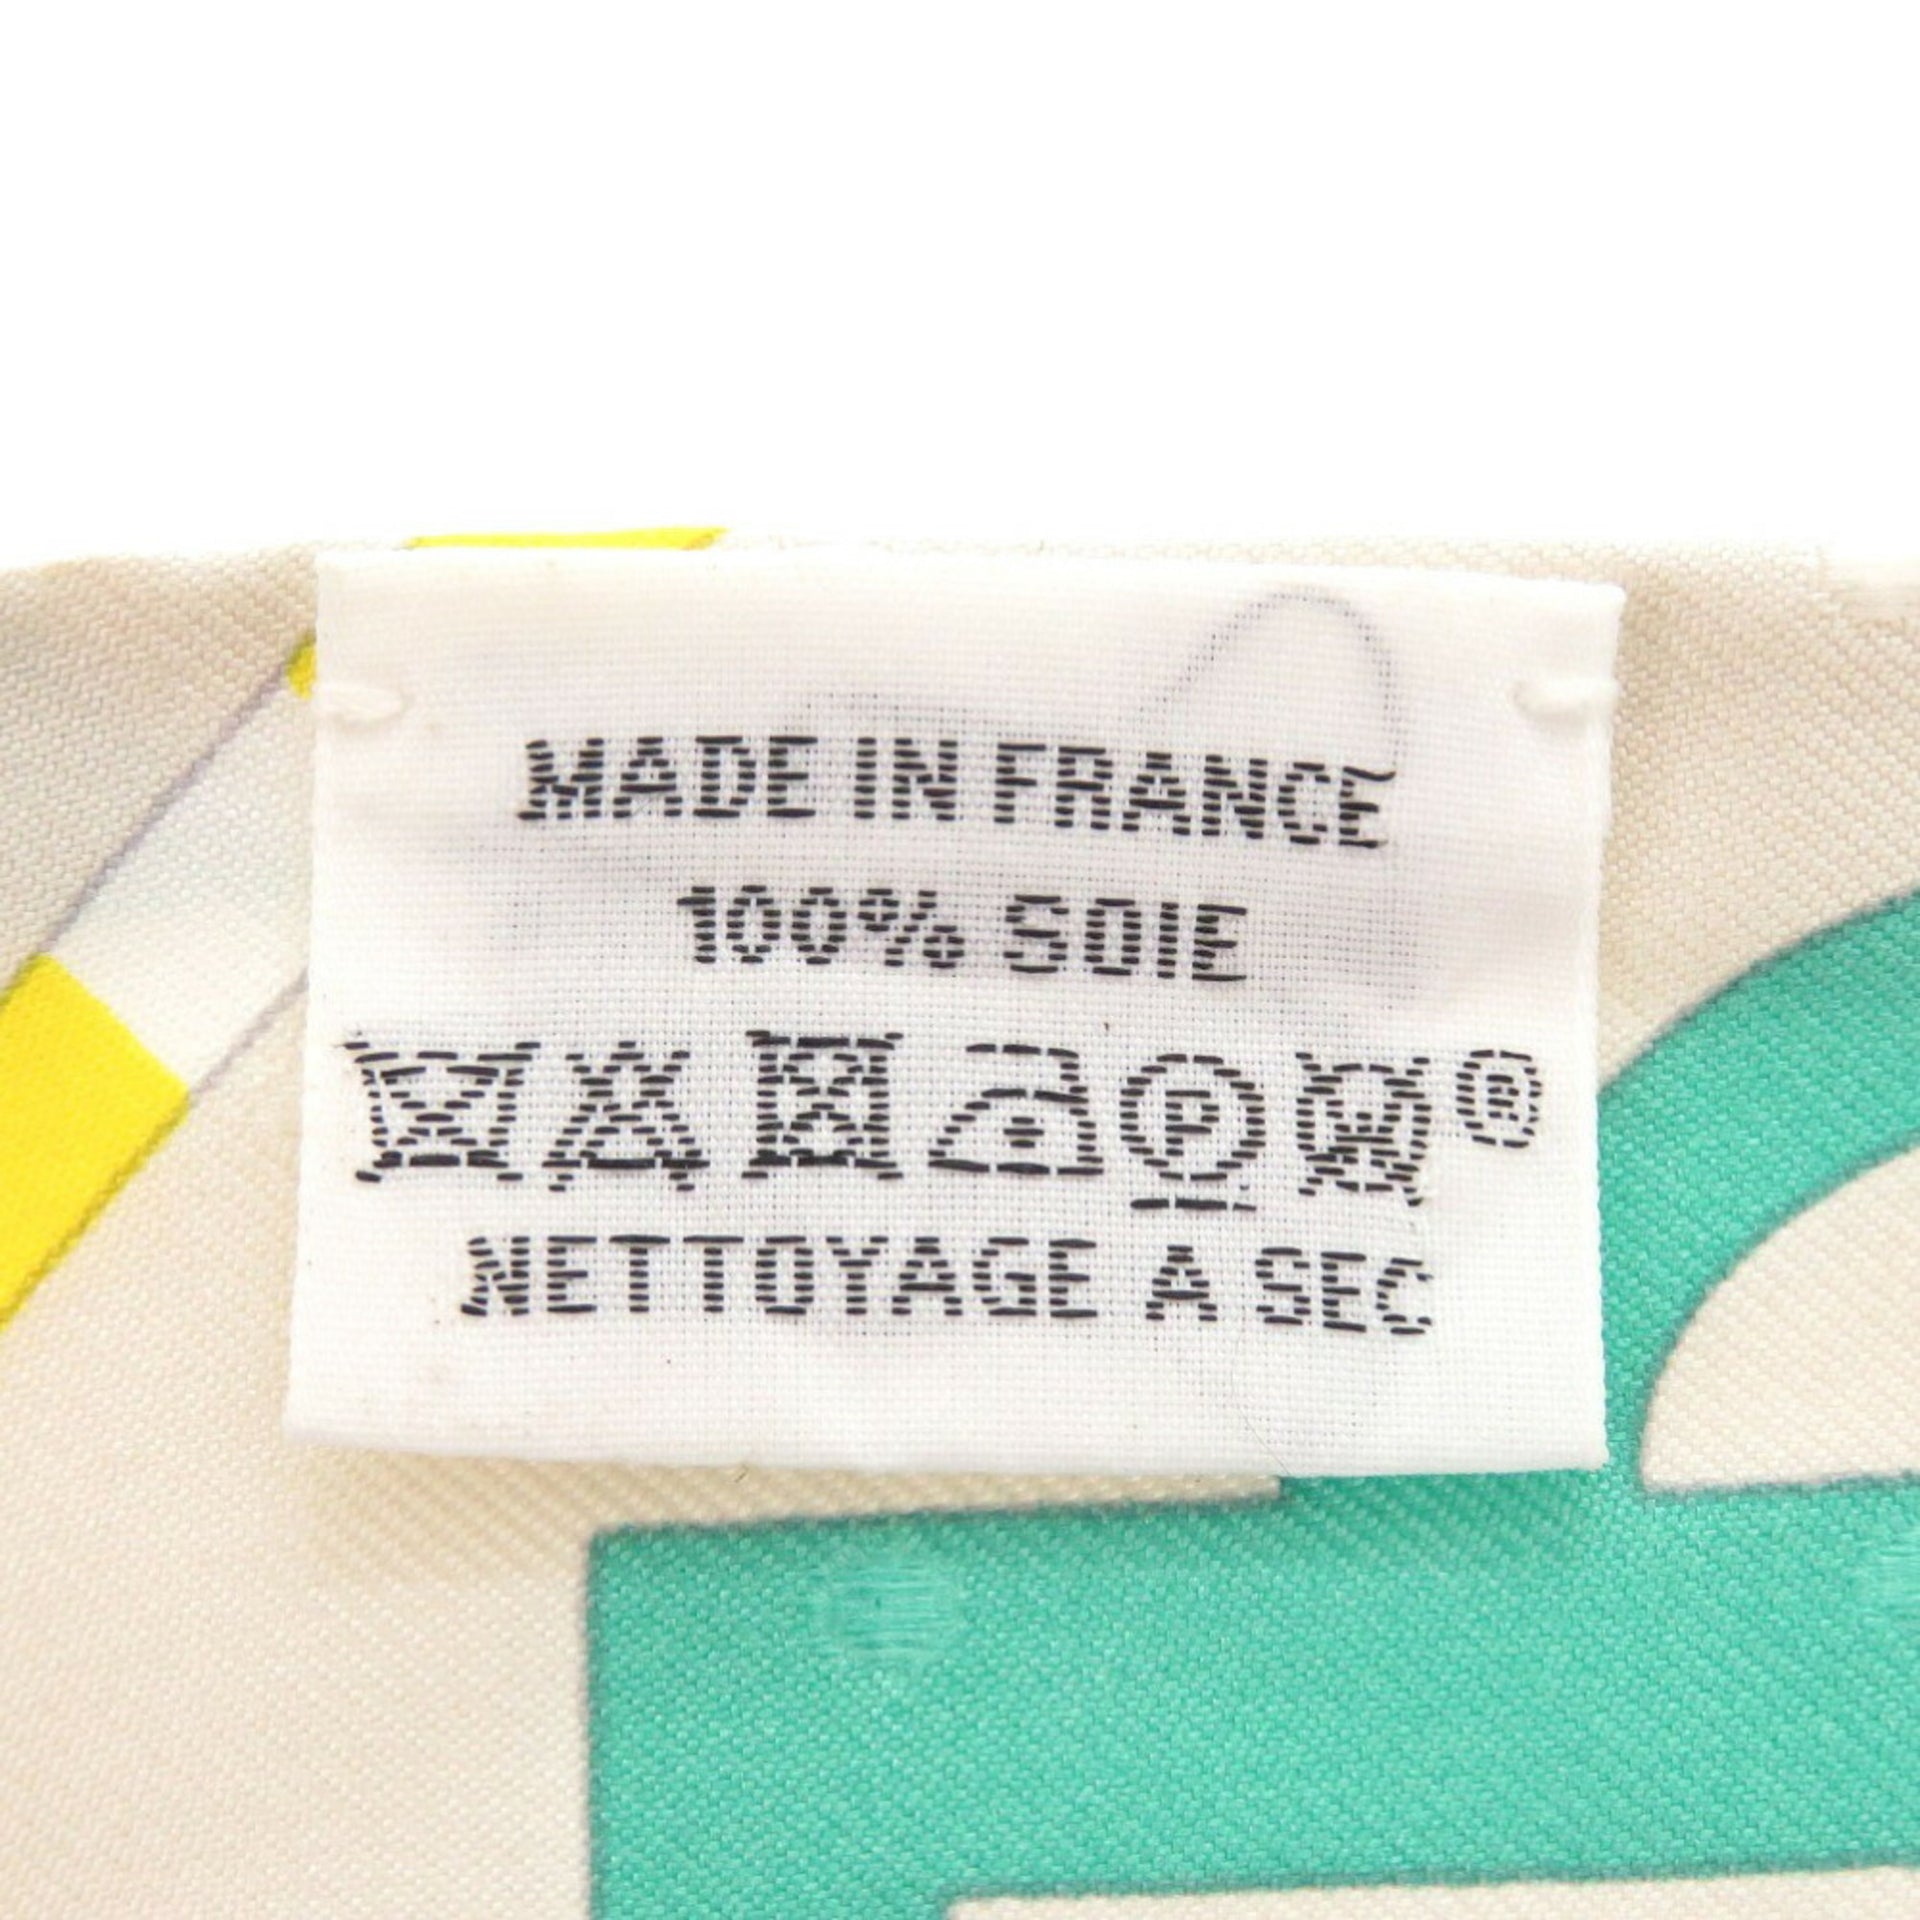 MADE IN FRANCE
100% SOIE
P W ®
NETTOYAGE A SEC